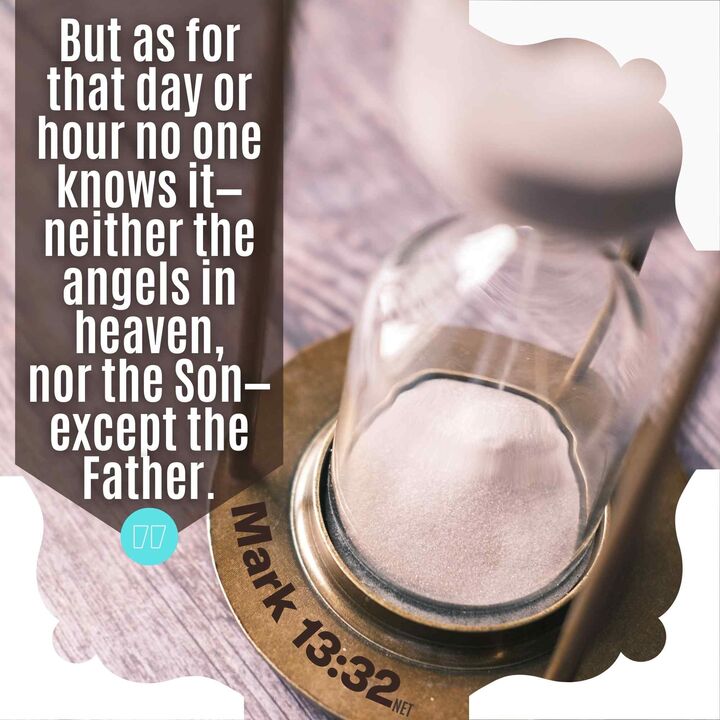 But as for
that day or
hour no one
knows it—
neither the
angels in
heaven,
nor the Son—
except the
Father.
Mark 13:32 NET